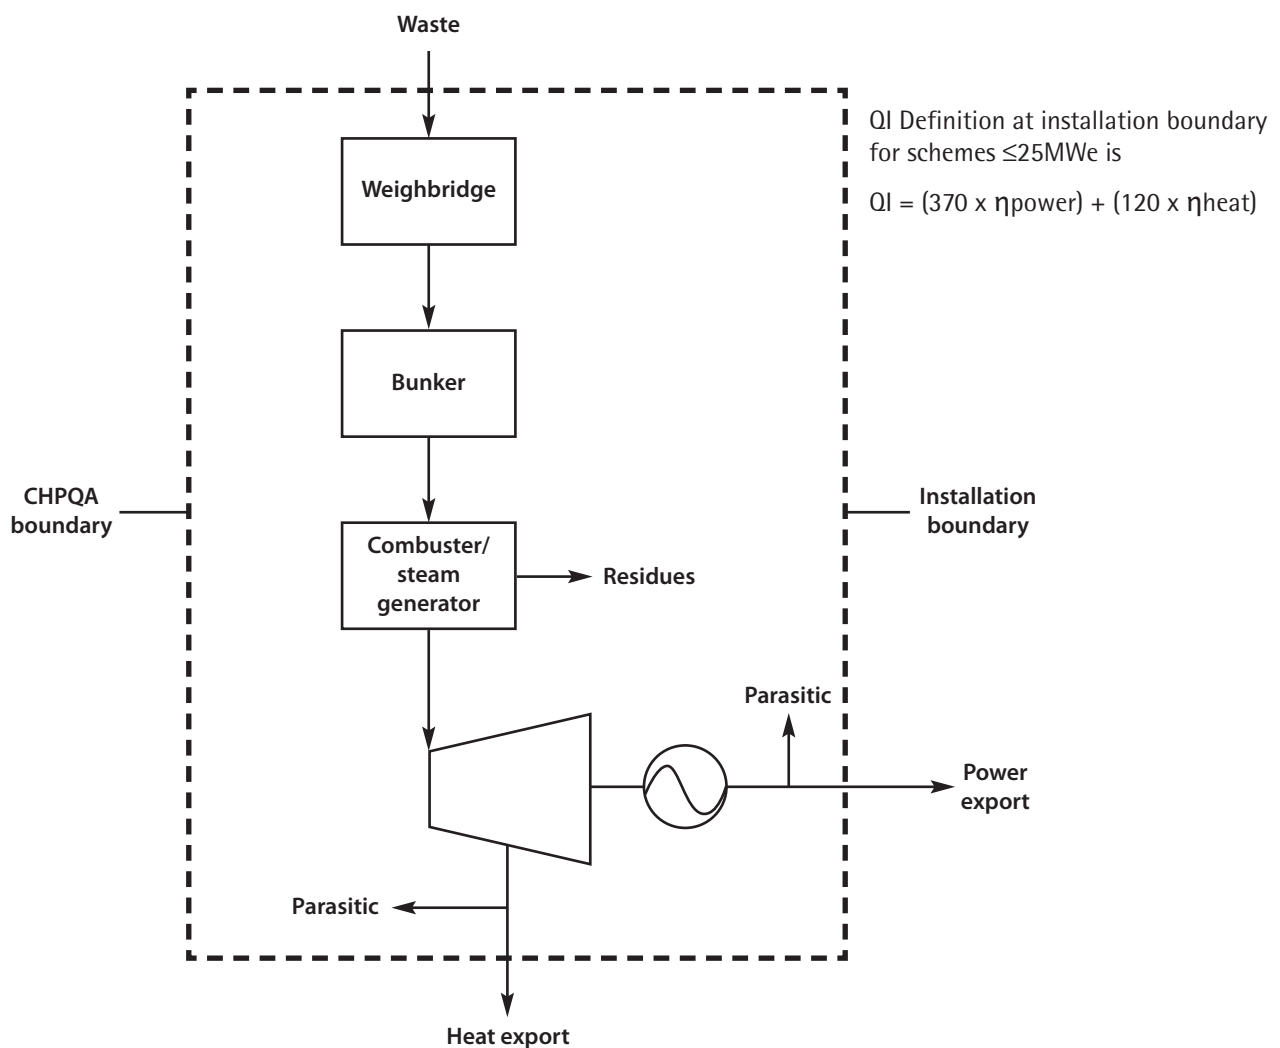 Waste
QI Definition at installation boundary
for schemes ≤25MWe is
QI = (370 x ηpower) + (120 x ηheat)
Weighbridge
Bunker
CHPQA
boundary
Installation
boundary
Combuster/
steam
generator
Residues
Parasitic
Power
export
Parasitic
Heat export